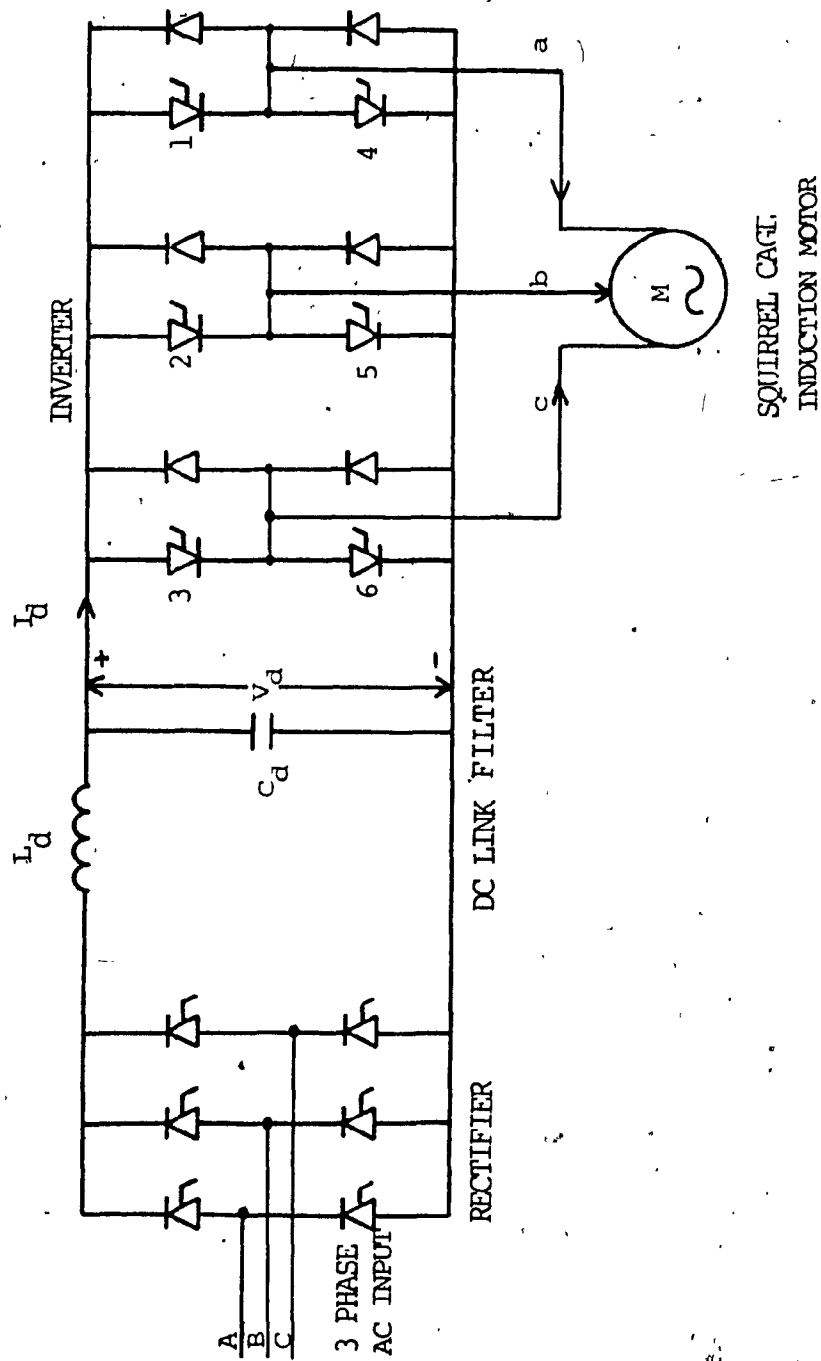 L_d
I_d
INVERTER
3
2
1
+
C_d
V_d
-
6
5
4
A
B
C
3 PHASE
AC INPUT
RECTIFIER
DC LINK FILTER
c
b
a
M
SQUIRREL CAGE
INDUCTION MOTOR